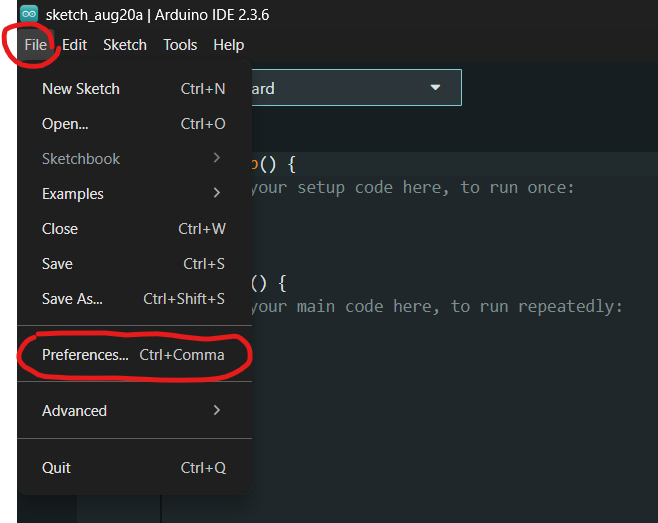 sketch_aug20a | Arduino IDE 2.3.6
File Edit Sketch Tools Help
New Sketch Ctrl+N
ard
Open... Ctrl+O
Sketchbook
p() {
Examples
your setup code here, to run once:
Close Ctrl+W
Save Ctrl+S
() {
Save As... Ctrl+Shift+S
your main code here, to run repeatedly:
Preferences... Ctrl+Comma
Advanced
Quit Ctrl+Q